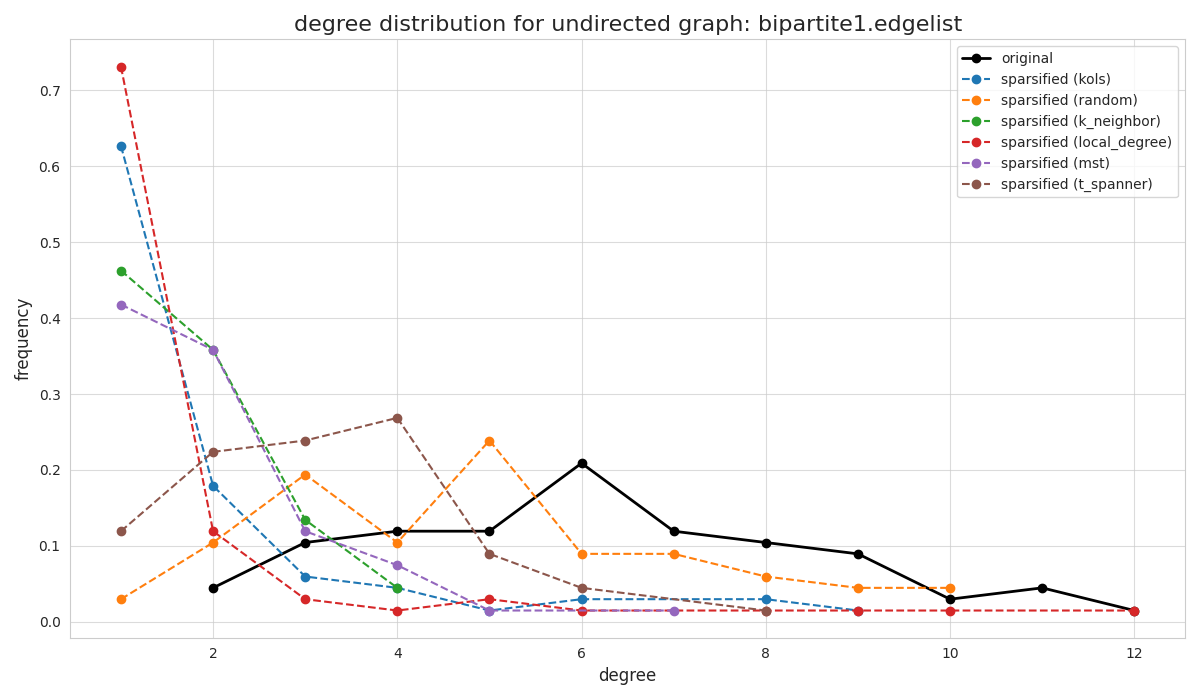 degree distribution for undirected graph: bipartite1.edgelist
original
sparsified (kols)
sparsified (random)
sparsified (k_neighbor)
sparsified (local_degree)
sparsified (mst)
sparsified (t_spanner)
frequency
0.7
0.6
0.5
0.4
0.3
0.2
0.1
0.0
2 4 6 8 10 12
degree